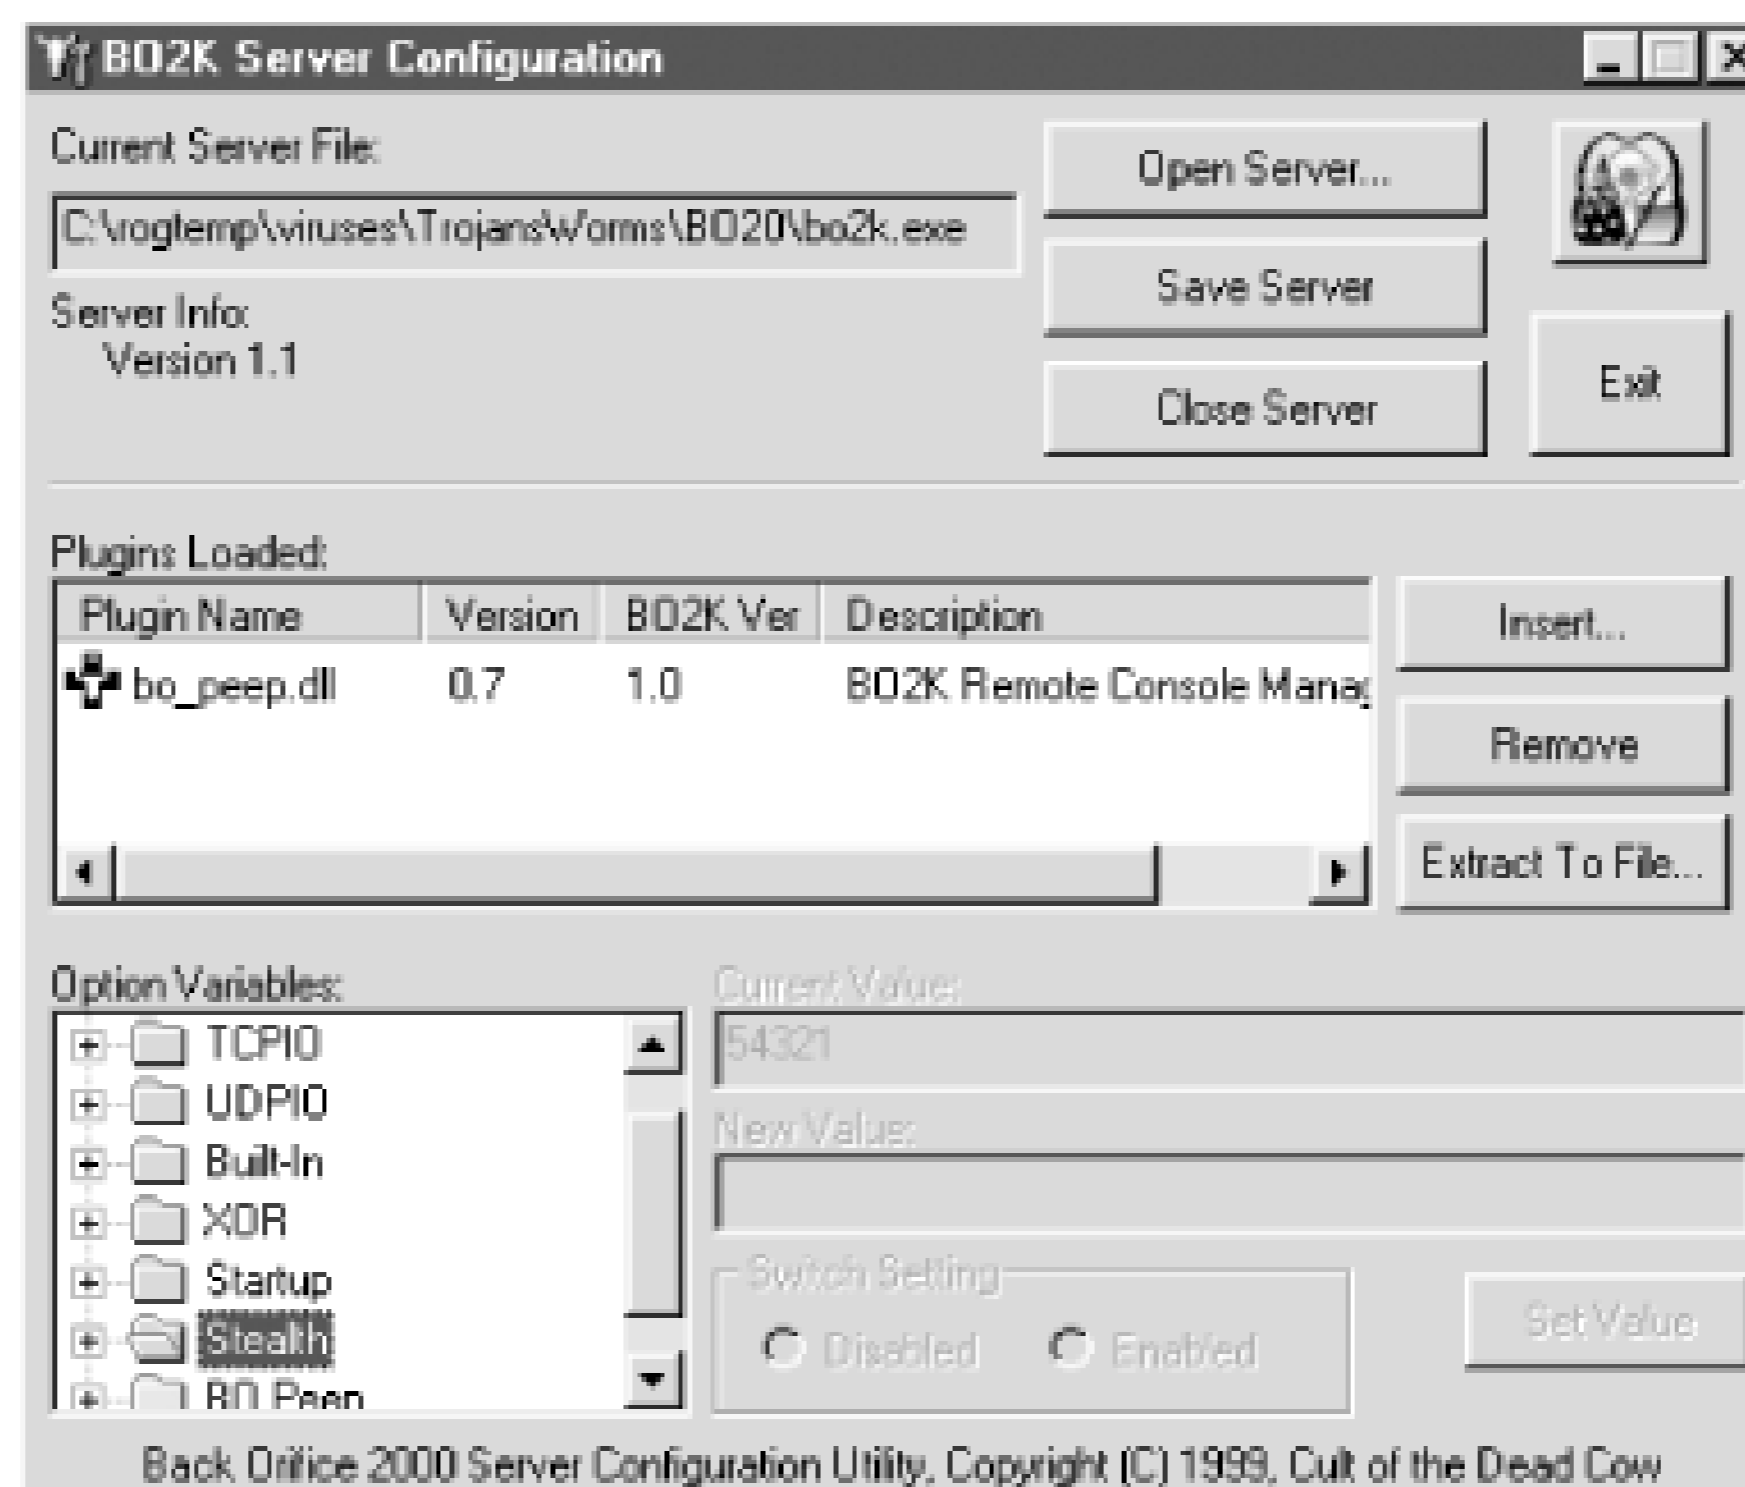 BO2K Server Configuration
Current Server File:
C:\rogtemp\viruses\TrojansWorms\BO20\bo2k.exe
Open Server...
Save Server
Close Server
Exit
Server Info:
Version 1.1
Plugins Loaded:
Plugin Name Version BO2K Ver Description
bo_peep.dll 0.7 1.0 BO2K Remote Console Manag
Insert...
Remove
Extract To File...
Option Variables:
TCPIO
UDPIO
Built-In
XOR
Startup
Stealth
BO Peep
Current Value:
54321
New Value:
Switch Setting
Disabled Enabled
Set Value
Back Orifice 2000 Server Configuration Utility, Copyright (C) 1999, Cult of the Dead Cow